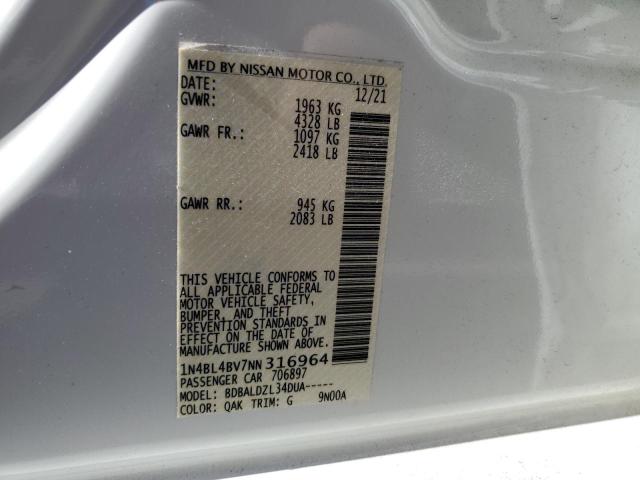 MFD BY NISSAN MOTOR CO., LTD.
DATE: 12/21
GVWR: 1963 KG
4328 LB
GAWR FR.: 1097 KG
2418 LB
GAWR RR.: 945 KG
2083 LB
THIS VEHICLE CONFORMS TO
ALL APPLICABLE FEDERAL
MOTOR VEHICLE SAFETY,
BUMPER, AND THEFT
PREVENTION STANDARDS IN
EFFECT ON THE DATE OF
MANUFACTURE SHOWN ABOVE.
1N4BL4BV7NN316964
PASSENGER CAR 706897
MODEL: BDBALDZL34DUA-----
COLOR: QAK TRIM: G 9N00A